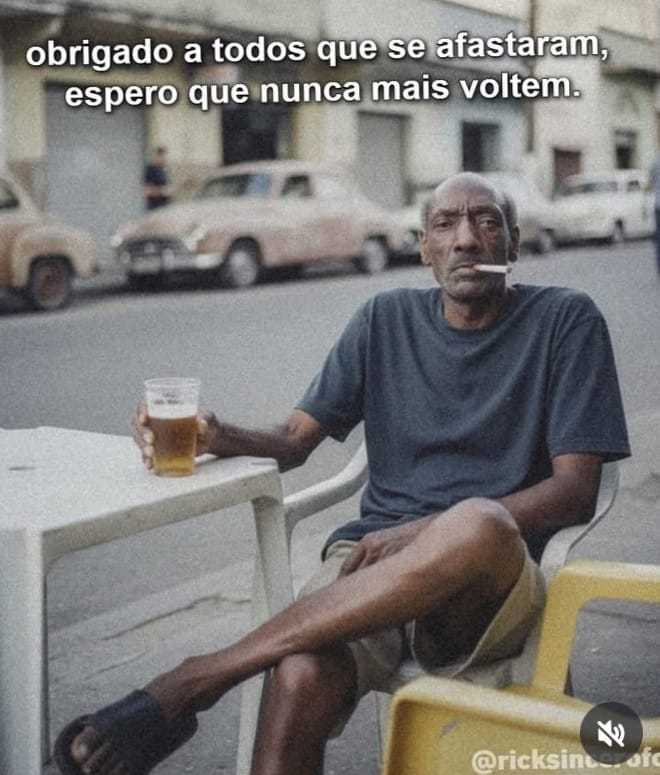 obrigado a todos que se afastaram,
espero que nunca mais voltem.